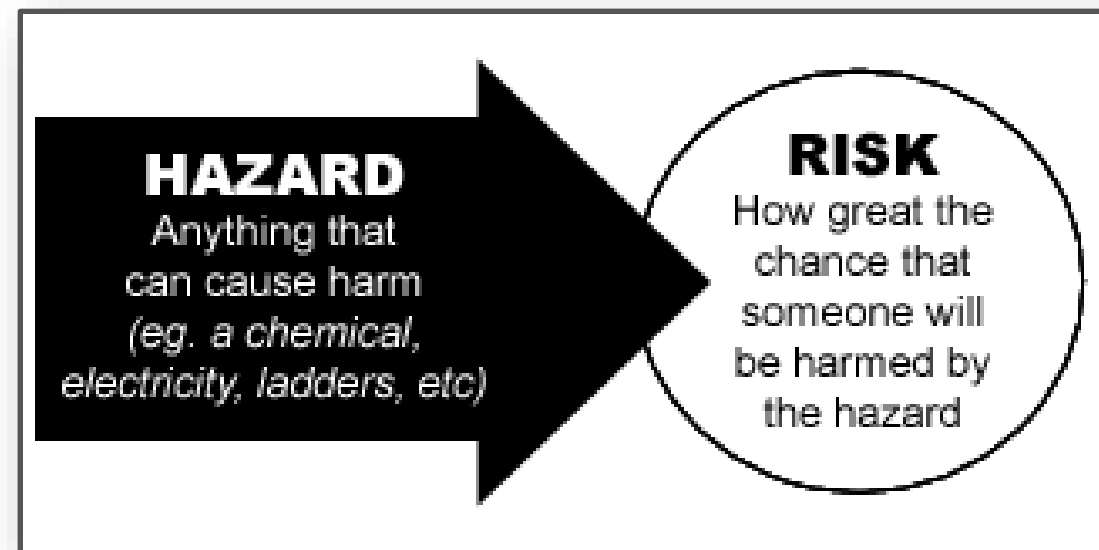 HAZARD
Anything that
can cause harm
(eg. a chemical,
electricity, ladders, etc)
RISK
How great the
chance that
someone will
be harmed by
the hazard